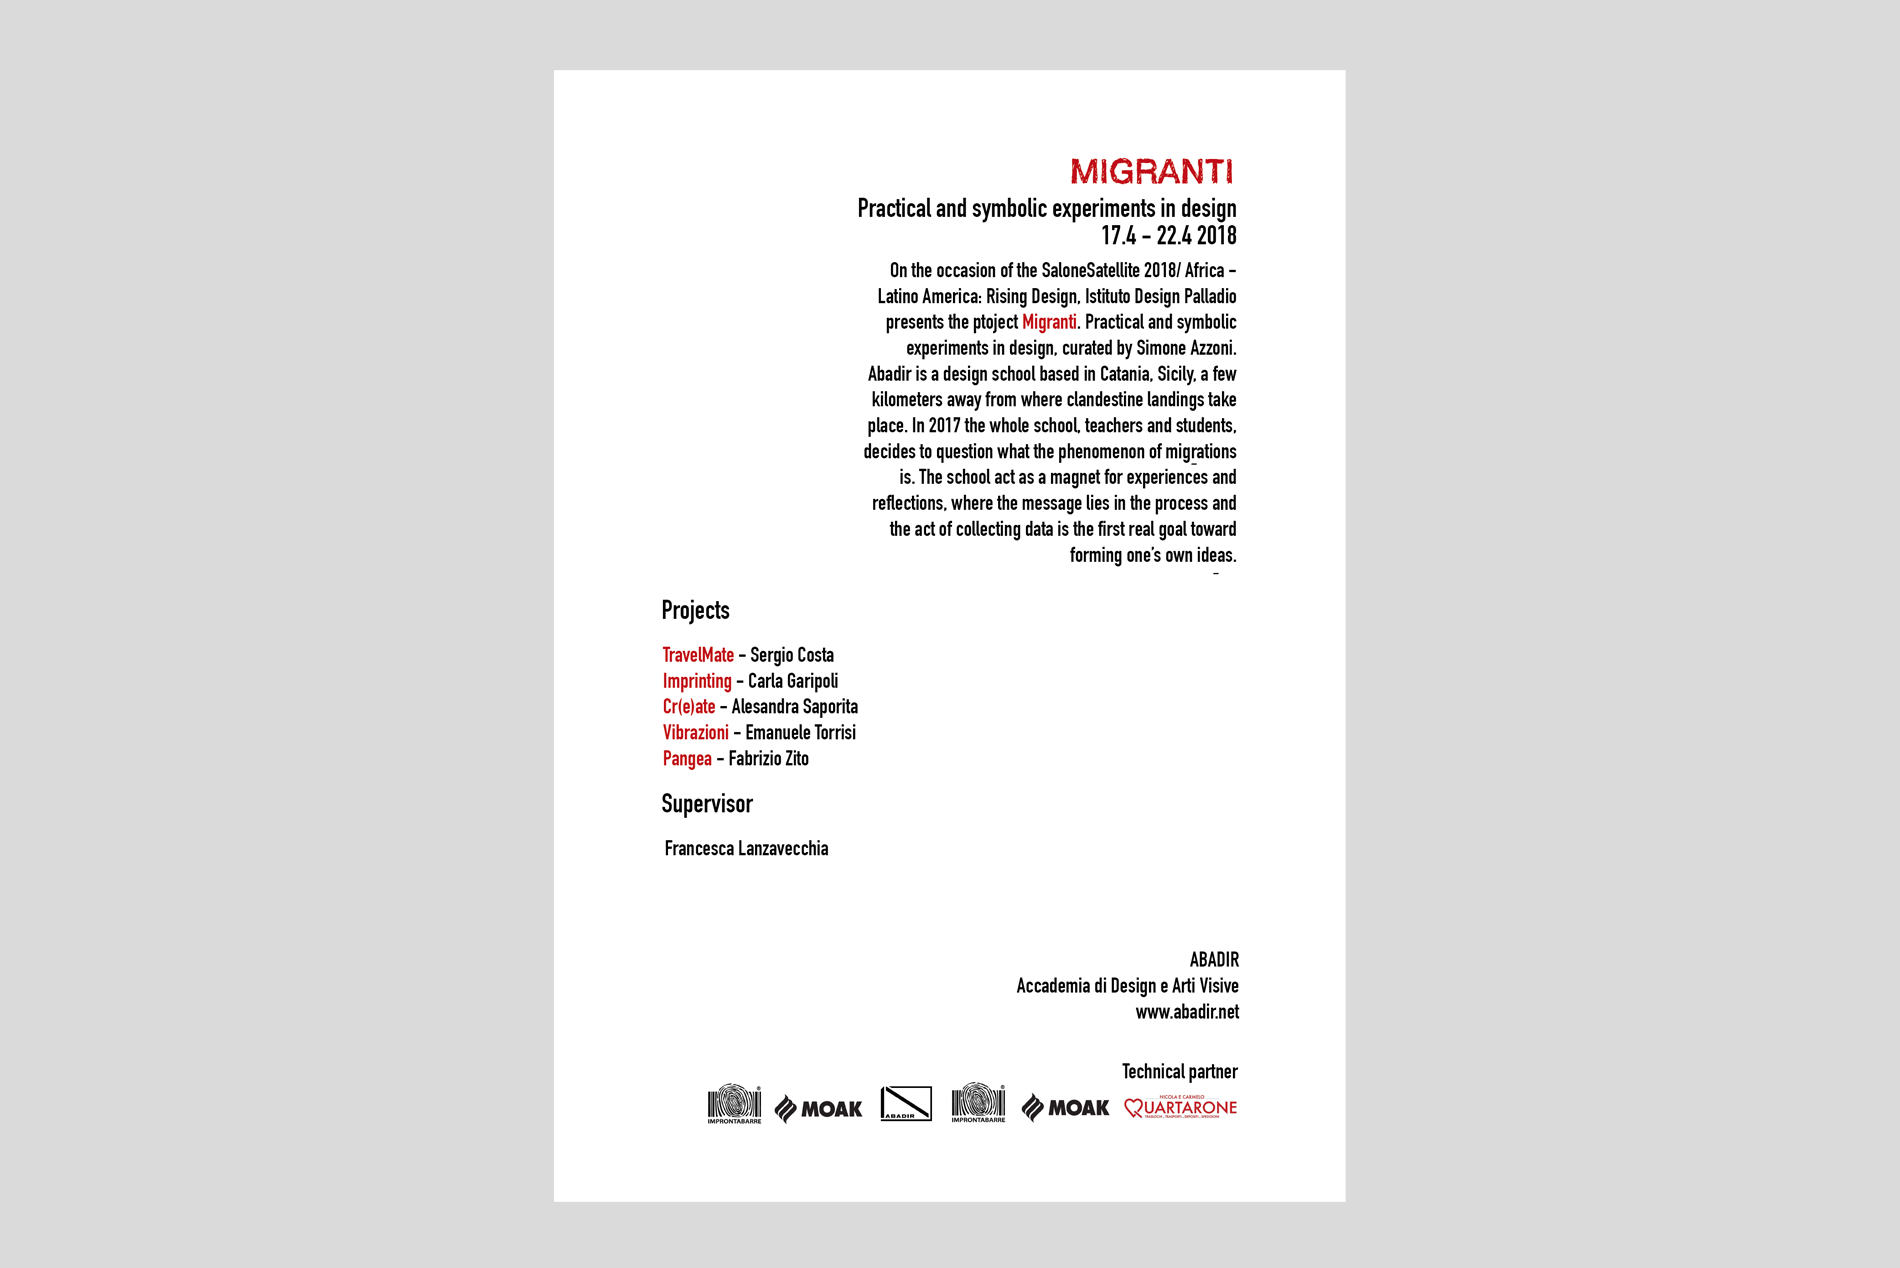 MIGRANTI
Practical and symbolic experiments in design
17.4 - 22.4 2018
On the occasion of the SaloneSatellite 2018/ Africa -
Latino America: Rising Design, Istituto Design Palladio
presents the ptoject Migranti. Practical and symbolic
experiments in design, curated by Simone Azzoni.
Abadir is a design school based in Catania, Sicily, a few
kilometers away from where clandestine landings take
place. In 2017 the whole school, teachers and students,
decides to question what the phenomenon of migrations
is. The school act as a magnet for experiences and
reflections, where the message lies in the process and
the act of collecting data is the first real goal toward
forming one's own ideas.
Projects
TravelMate - Sergio Costa
Imprinting - Carla Garipoli
Cr(e)ate - Alesandra Saporita
Vibrazioni - Emanuele Torrisi
Pangea - Fabrizio Zito
Supervisor
Francesca Lanzavecchia
ABADIR
Accademia di Design e Arti Visive
www.abadir.net
Technical partner
IMPRONTABARRE
MOAK
ABADIR
IMPRONTABARRE
MOAK
NICOLA E CARMELO
QUARTARONE
TRASLOCHI - TRASPORTI - DEPOSITI - SPEDIZIONI